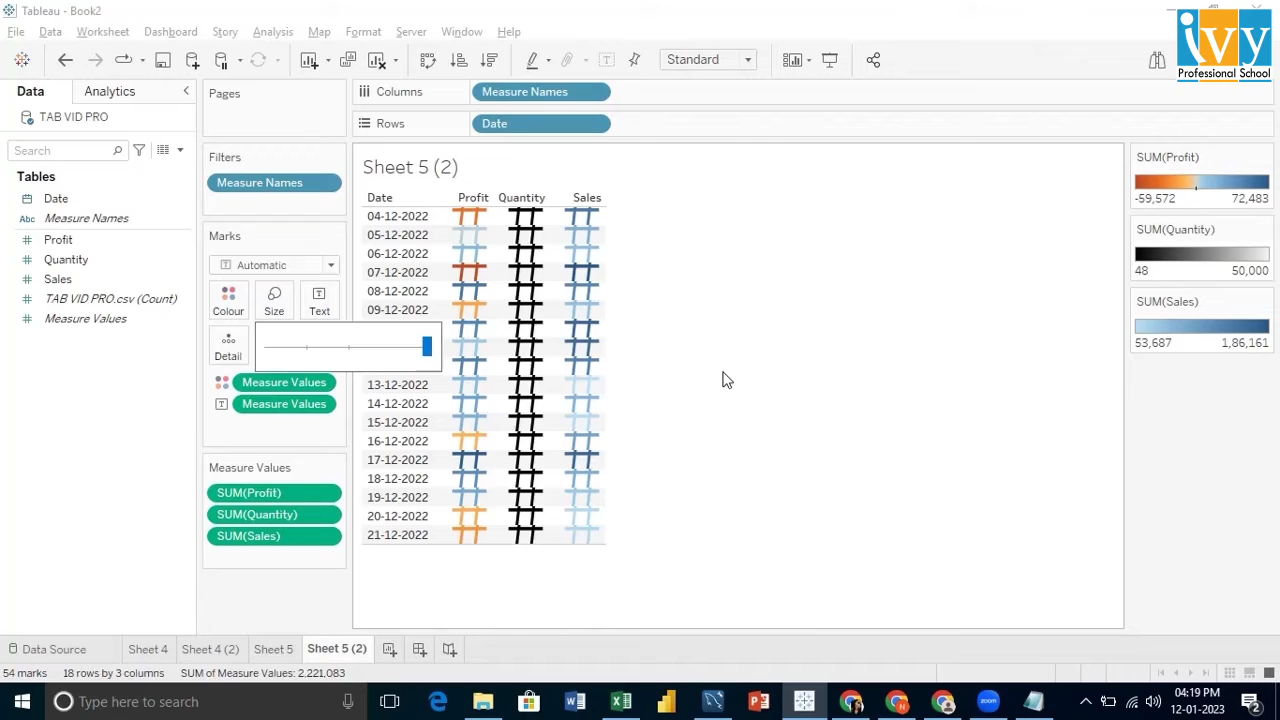 Tableau - Book2
File Data Worksheet Dashboard Story Analysis Map Format Server Window Help
ivy
Professional School
Standard
Data Analytics
Pages
Columns
Measure Names
TAB VID PRO
Rows
Date
Search
Filters
Measure Names
Sheet 5 (2)
SUM(Profit)
-59,572 72,483
Tables
Date
Abc Measure Names
Profit
Quantity
Sales
TAB VID PRO.csv (Count)
Measure Values
Marks
Automatic
Colour Size Text
Detail
Measure Values
Measure Values
Measure Values
SUM(Profit)
SUM(Quantity)
SUM(Sales)
Date Profit Quantity Sales
04-12-2022
05-12-2022
06-12-2022
07-12-2022
08-12-2022
09-12-2022
13-12-2022
14-12-2022
15-12-2022
16-12-2022
17-12-2022
18-12-2022
19-12-2022
20-12-2022
21-12-2022
SUM(Quantity)
48 50,000
SUM(Sales)
53,687 1,86,161
Data Source Sheet 4 Sheet 4 (2) Sheet 5 Sheet 5 (2)
54 marks 18 rows by 3 columns SUM of Measure Values: 2,221,083
Type here to search
04:19 PM
12-01-2023
2